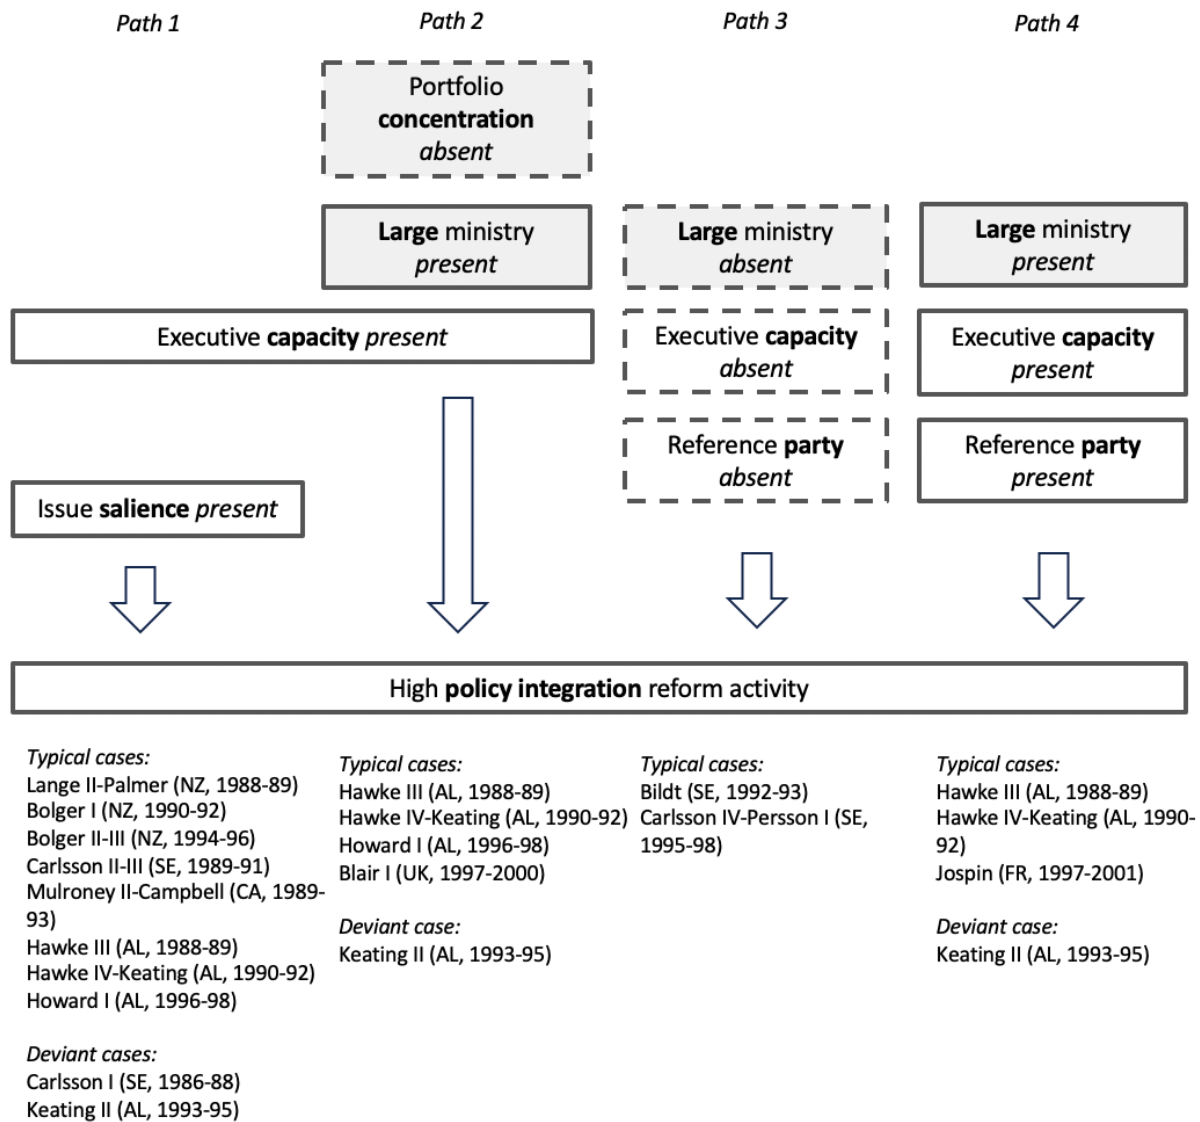 Path 1
Path 2
Path 3
Path 4
Portfolio
concentration
absent
Large ministry
present
Large ministry
absent
Large ministry
present
Executive capacity present
Executive capacity
absent
Executive capacity
present
Reference party
absent
Reference party
present
Issue salience present
High policy integration reform activity
Typical cases:
Lange II-Palmer (NZ, 1988-89)
Bolger I (NZ, 1990-92)
Bolger II-III (NZ, 1994-96)
Carlsson II-III (SE, 1989-91)
Mulroney II-Campbell (CA, 1989-
93)
Hawke III (AL, 1988-89)
Hawke IV-Keating (AL, 1990-92)
Howard I (AL, 1996-98)
Deviant cases:
Carlsson I (SE, 1986-88)
Keating II (AL, 1993-95)
Typical cases:
Hawke III (AL, 1988-89)
Hawke IV-Keating (AL, 1990-92)
Howard I (AL, 1996-98)
Blair I (UK, 1997-2000)
Deviant case:
Keating II (AL, 1993-95)
Typical cases:
Bildt (SE, 1992-93)
Carlsson IV-Persson I (SE,
1995-98)
Typical cases:
Hawke III (AL, 1988-89)
Hawke IV-Keating (AL, 1990-
92)
Jospin (FR, 1997-2001)
Deviant case:
Keating II (AL, 1993-95)